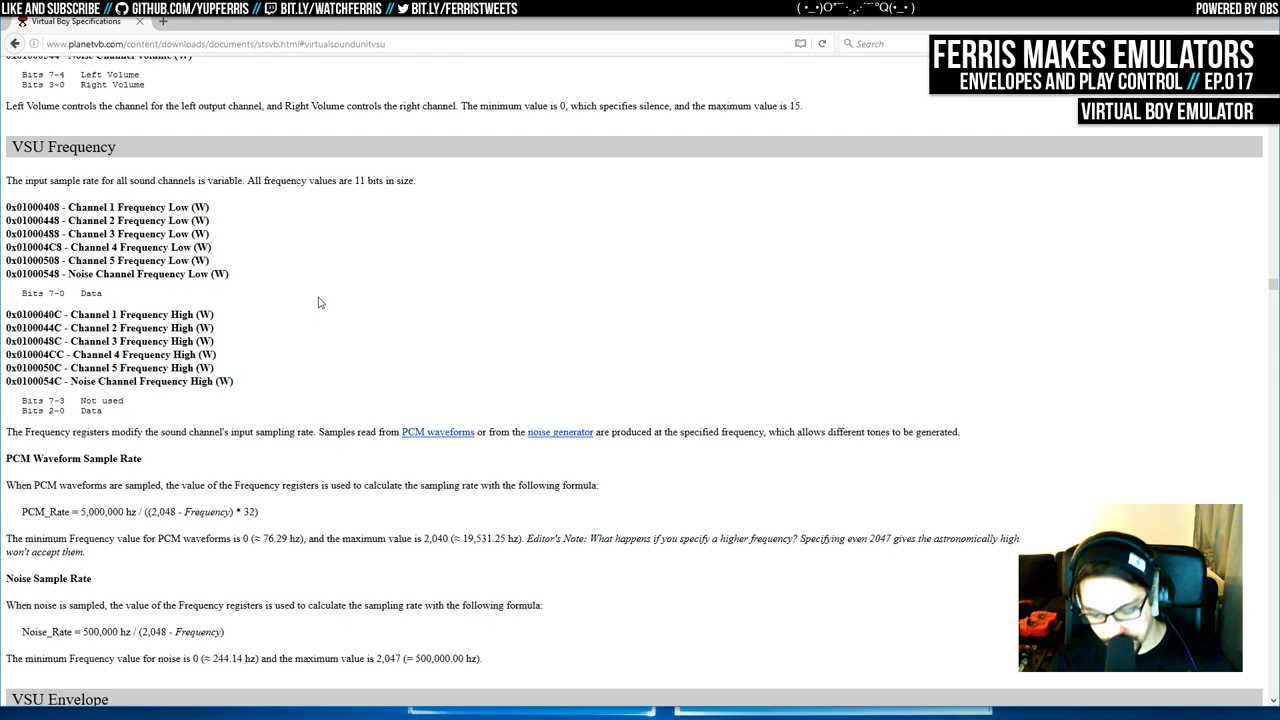 LIKE AND SUBSCRIBE // GITHUB.COM/YUPFERRIS // BIT.LY/WATCHFERRIS // BIT.LY/FERRISTWEETS
POWERED BY OBS
Virtual Boy Specifications
www.planetvb.com/content/downloads/documents/stsvb.html#virtualsoundunitvsu
Search
FERRIS MAKES EMULATORS
ENVELOPES AND PLAY CONTROL // EP.017
VIRTUAL BOY EMULATOR
0x01000544 - Noise Channel Volume (W)
Bits 7-4 Left Volume
Bits 3-0 Right Volume
Left Volume controls the channel for the left output channel, and Right Volume controls the right channel. The minimum value is 0, which specifies silence, and the maximum value is 15.
VSU Frequency
The input sample rate for all sound channels is variable. All frequency values are 11 bits in size.
0x01000408 - Channel 1 Frequency Low (W)
0x01000448 - Channel 2 Frequency Low (W)
0x01000488 - Channel 3 Frequency Low (W)
0x010004C8 - Channel 4 Frequency Low (W)
0x01000508 - Channel 5 Frequency Low (W)
0x01000548 - Noise Channel Frequency Low (W)
Bits 7-0 Data
0x0100040C - Channel 1 Frequency High (W)
0x0100044C - Channel 2 Frequency High (W)
0x0100048C - Channel 3 Frequency High (W)
0x010004CC - Channel 4 Frequency High (W)
0x0100050C - Channel 5 Frequency High (W)
0x0100054C - Noise Channel Frequency High (W)
Bits 7-3 Not used
Bits 2-0 Data
The Frequency registers modify the sound channel's input sampling rate. Samples read from PCM waveforms or from the noise generator are produced at the specified frequency, which allows different tones to be generated.
PCM Waveform Sample Rate
When PCM waveforms are sampled, the value of the Frequency registers is used to calculate the sampling rate with the following formula:
PCM_Rate = 5,000,000 hz / ((2,048 - Frequency) * 32)
The minimum Frequency value for PCM waveforms is 0 (≈ 76.29 hz), and the maximum value is 2,040 (≈ 19,531.25 hz). Editor's Note: What happens if you specify a higher frequency? Specifying even 2047 gives the astronomically high
won't accept them.
Noise Sample Rate
When noise is sampled, the value of the Frequency registers is used to calculate the sampling rate with the following formula:
Noise_Rate = 500,000 hz / (2,048 - Frequency)
The minimum Frequency value for noise is 0 (≈ 244.14 hz) and the maximum value is 2,047 (= 500,000.00 hz).
VSU Envelope